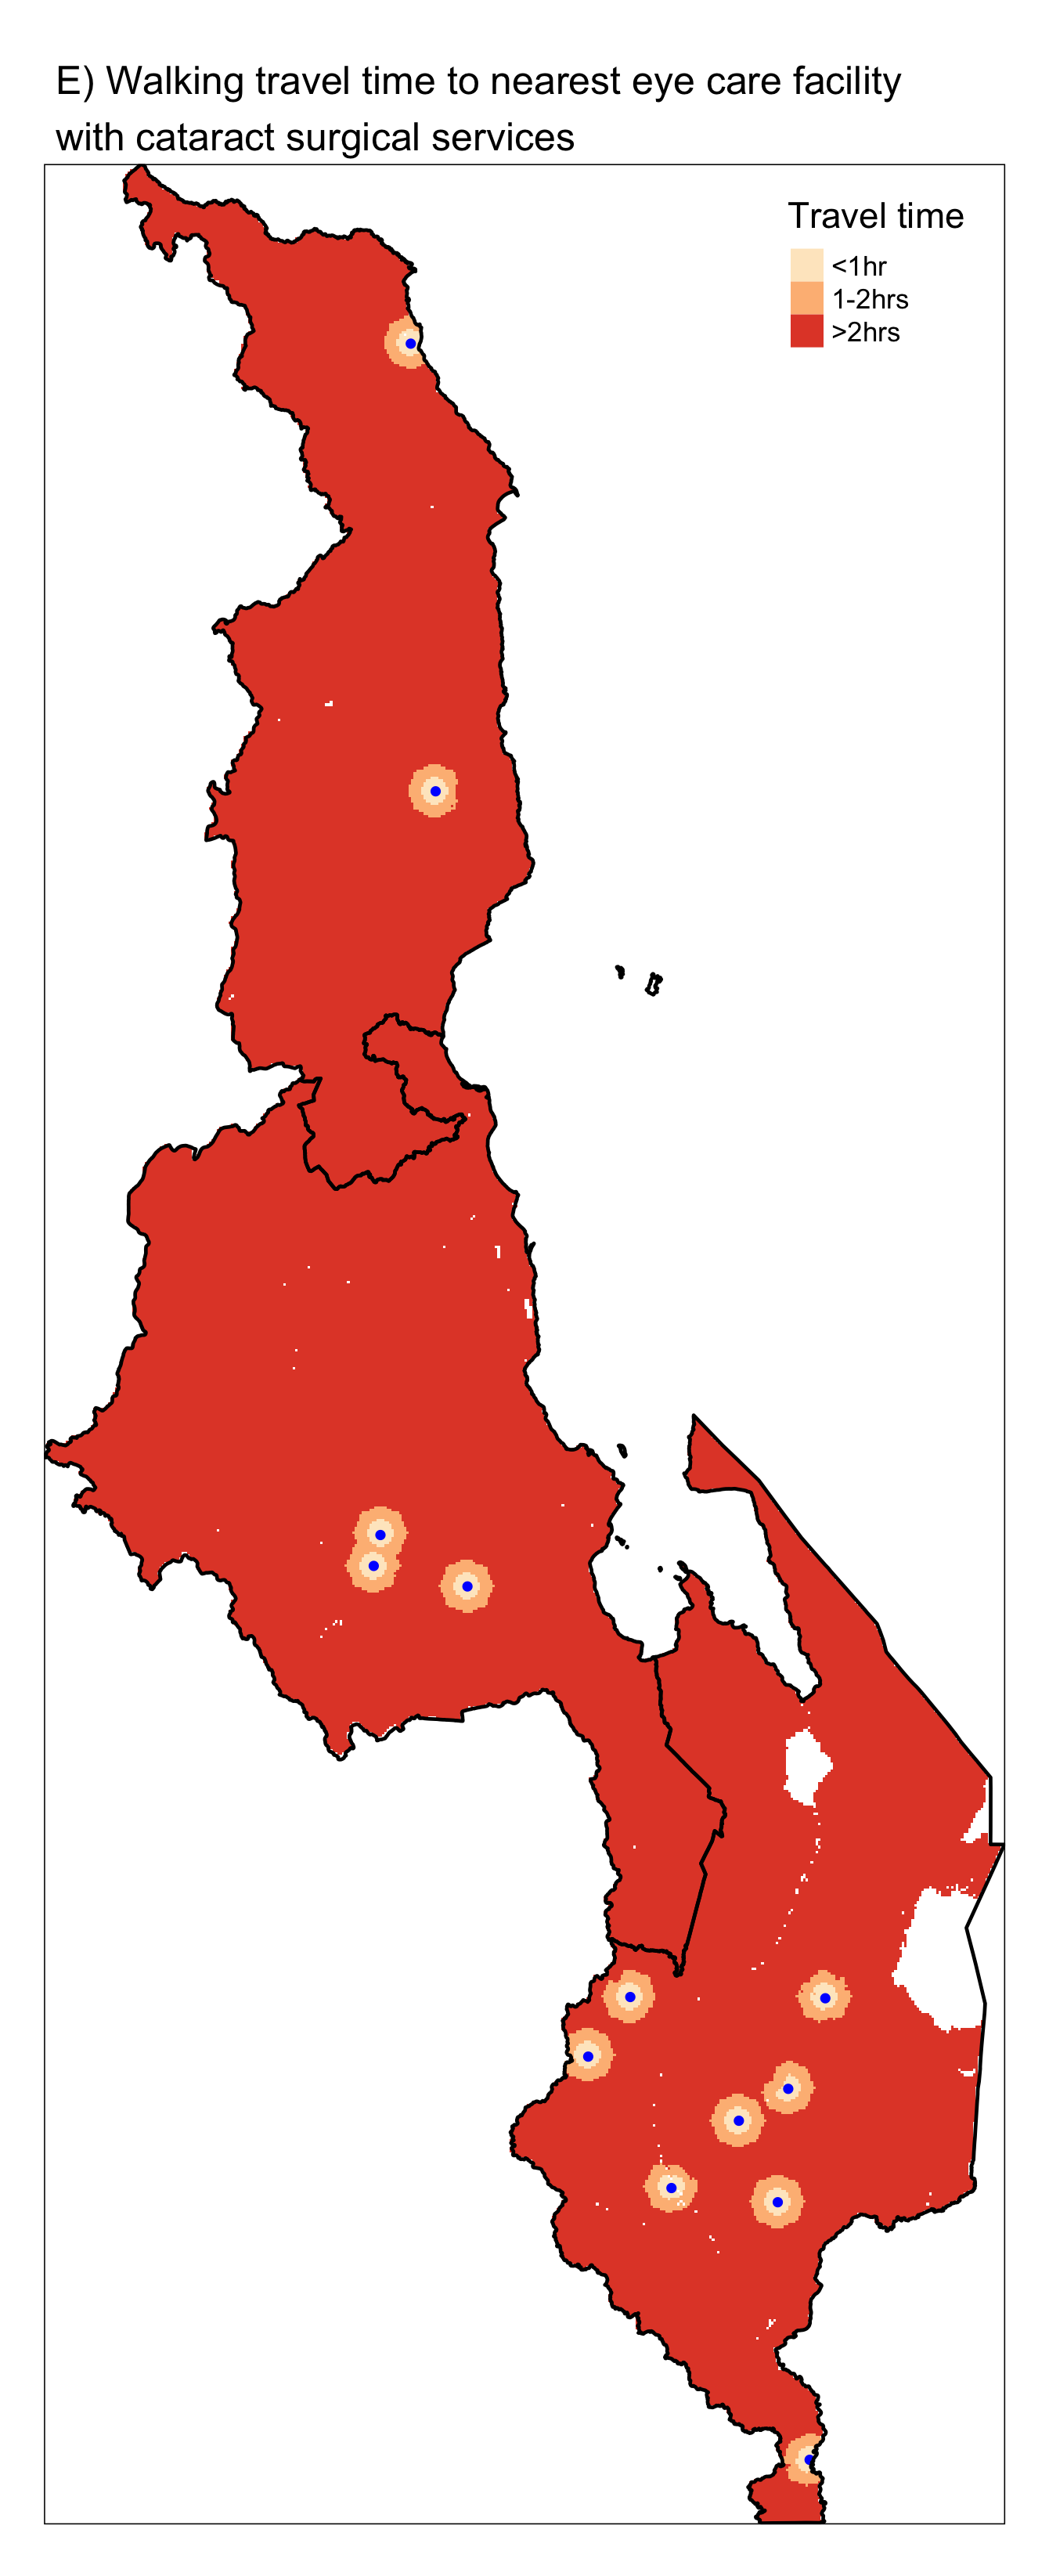 E) Walking travel time to nearest eye care facility
with cataract surgical services
Travel time
<1hr
1-2hrs
>2hrs